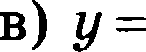 в) y =